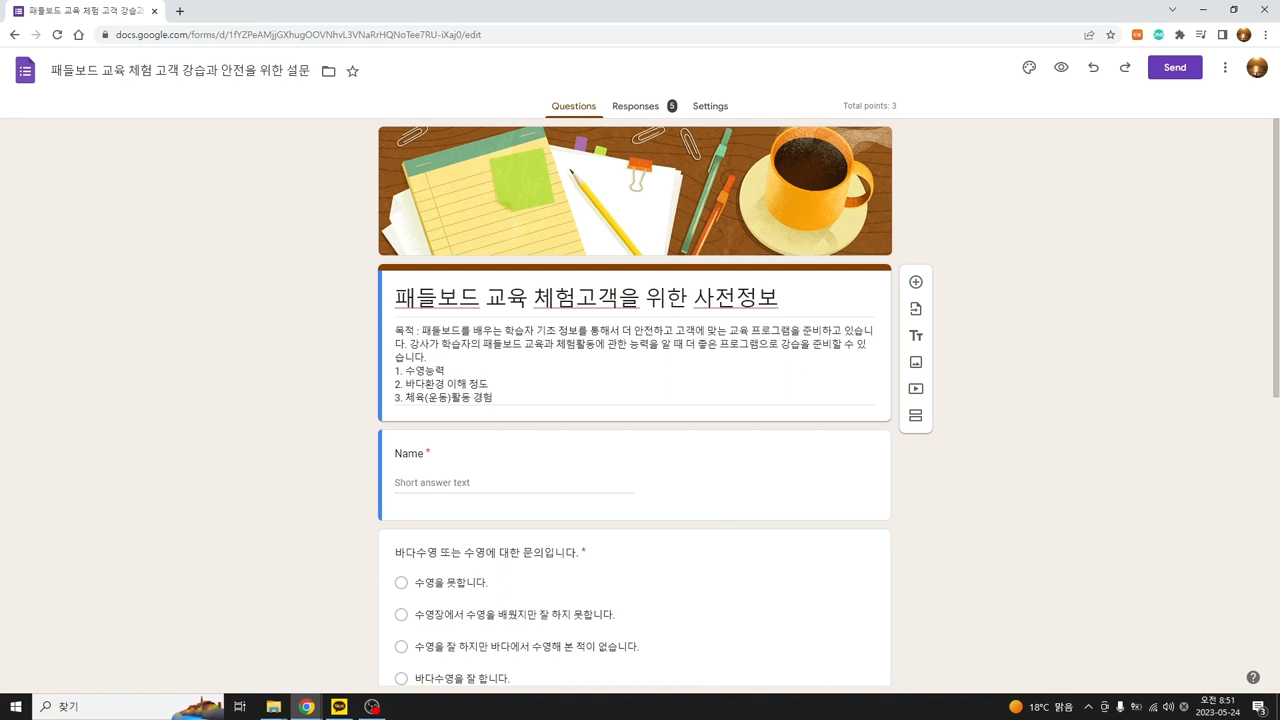 패들보드 교육 체험 고객 강습과
docs.google.com/forms/d/1fYZPeAMjjGXhugOOVNhvL3VNaRrHQNoTee7RU-iXaj0/edit
패들보드 교육 체험 고객 강습과 안전을 위한 설문
Send
Questions Responses 5 Settings
Total points: 3
패들보드 교육 체험고객을 위한 사전정보
목적 : 패들보드를 배우는 학습자 기초 정보를 통해서 더 안전하고 고객에 맞는 교육 프로그램을 준비하고 있습니
다. 강사가 학습자의 패들보드 교육과 체험활동에 관한 능력을 알 때 더 좋은 프로그램으로 강습을 준비할 수 있
습니다.
1. 수영능력
2. 바다환경 이해 정도
3. 체육(운동)활동 경험
Name *
Short answer text
바다수영 또는 수영에 대한 문의입니다. *
수영을 못합니다.
수영장에서 수영을 배웠지만 잘 하지 못합니다.
수영을 잘 하지만 바다에서 수영해 본 적이 없습니다.
바다수영을 잘 합니다.
찾기
18°C 맑음
오전 8:51
2023-05-24
3